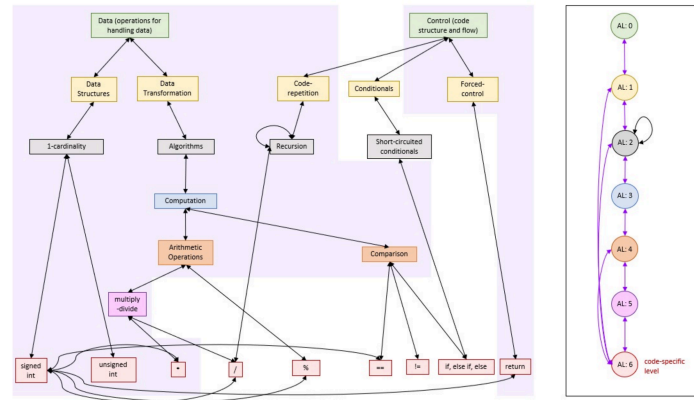 Data (operations for
handling data)
Control (code
structure and flow)
Data
Structures
Data
Transformation
Code-
repetition
Conditionals
Forced-
control
1-cardinality
Algorithms
Recursion
Short-circuited
conditionals
Computation
Arithmetic
Operations
Comparison
multiply
-divide
signed
int
unsigned
int
*
/
%
==
!=
If, else if, else
return
AL: 0
AL: 1
AL: 2
AL: 3
AL: 4
AL: 5
AL: 6
code-specific
level